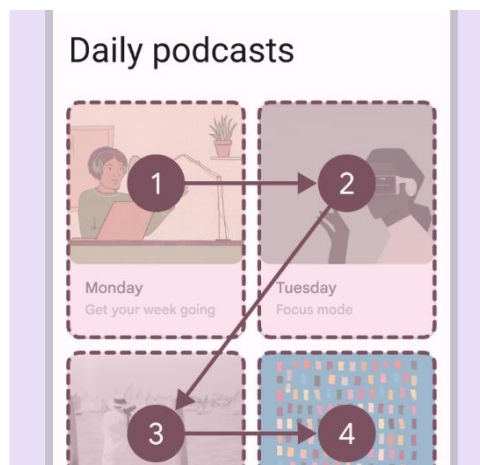 Daily podcasts
1
2
Monday
Get your week going
Tuesday
Focus mode
3
4